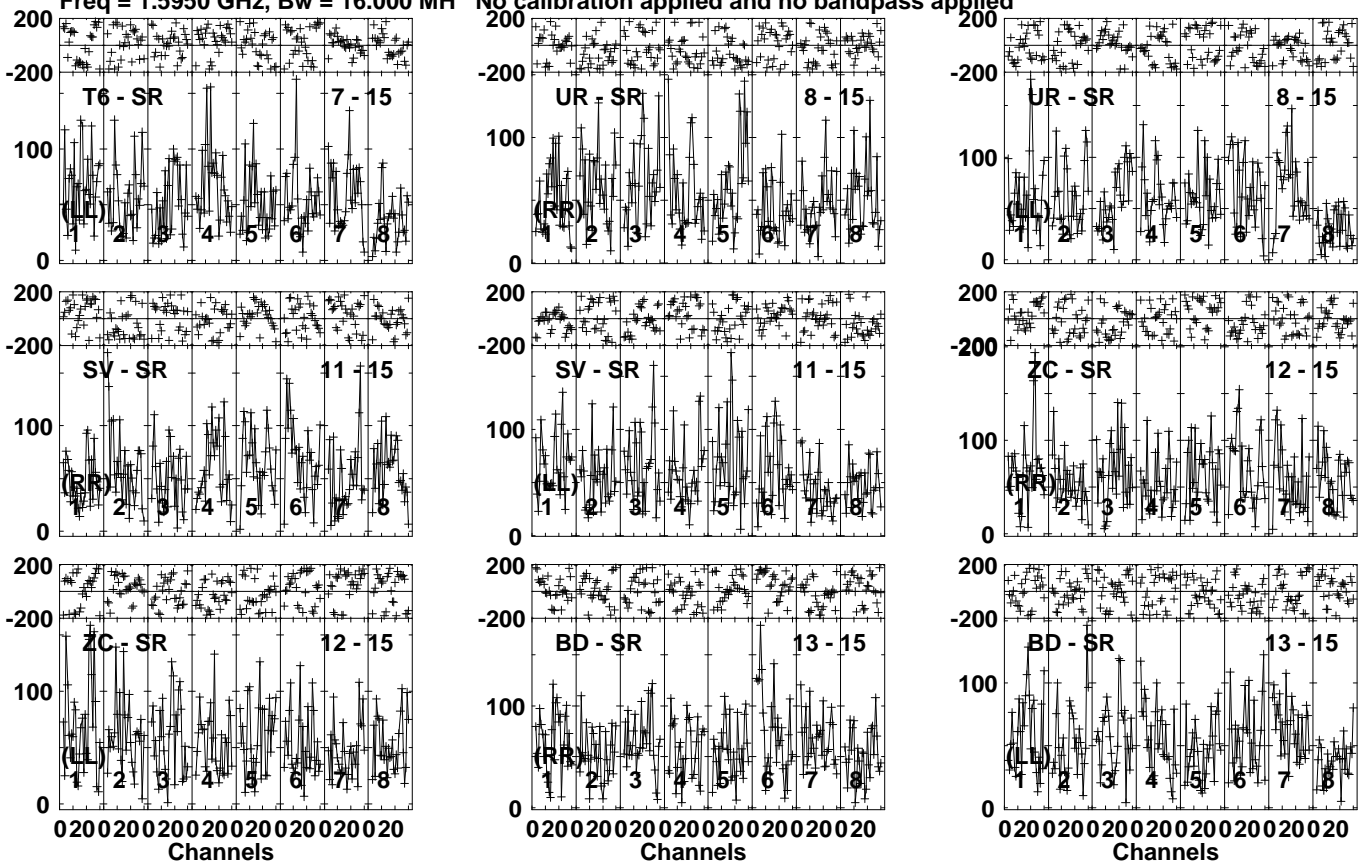 Freq = 1.5950 GHz, Bw = 16.000 MH No calibration applied and no bandpass applied
200
-200
T6 - SR 7 - 15
100
(LL)
1 2 3 4 5 6 7 8
0
200
-200
UR - SR 8 - 15
100
(RR)
1 2 3 4 5 6 7 8
0
200
-200
UR - SR 8 - 15
100
(LL)
1 2 3 4 5 6 7 8
0
200
-200
SV - SR 11 - 15
100
(RR)
1 2 3 4 5 6 7 8
0
200
-200
SV - SR 11 - 15
100
(LL)
1 2 3 4 5 6 7 8
0
200
-200
200
ZC - SR 12 - 15
100
(RR)
1 2 3 4 5 6 7 8
0
200
-200
ZC - SR 12 - 15
100
(LL)
1 2 3 4 5 6 7 8
0
0 20 0 20 0 20 0 20 0 20 0 20 0 20 0 20
Channels
200
-200
BD - SR 13 - 15
100
(RR)
1 2 3 4 5 6 7 8
0
0 20 0 20 0 20 0 20 0 20 0 20 0 20 0 20
Channels
200
-200
BD - SR 13 - 15
100
(LL)
1 2 3 4 5 6 7 8
0
0 20 0 20 0 20 0 20 0 20 0 20 0 20 0 20
Channels